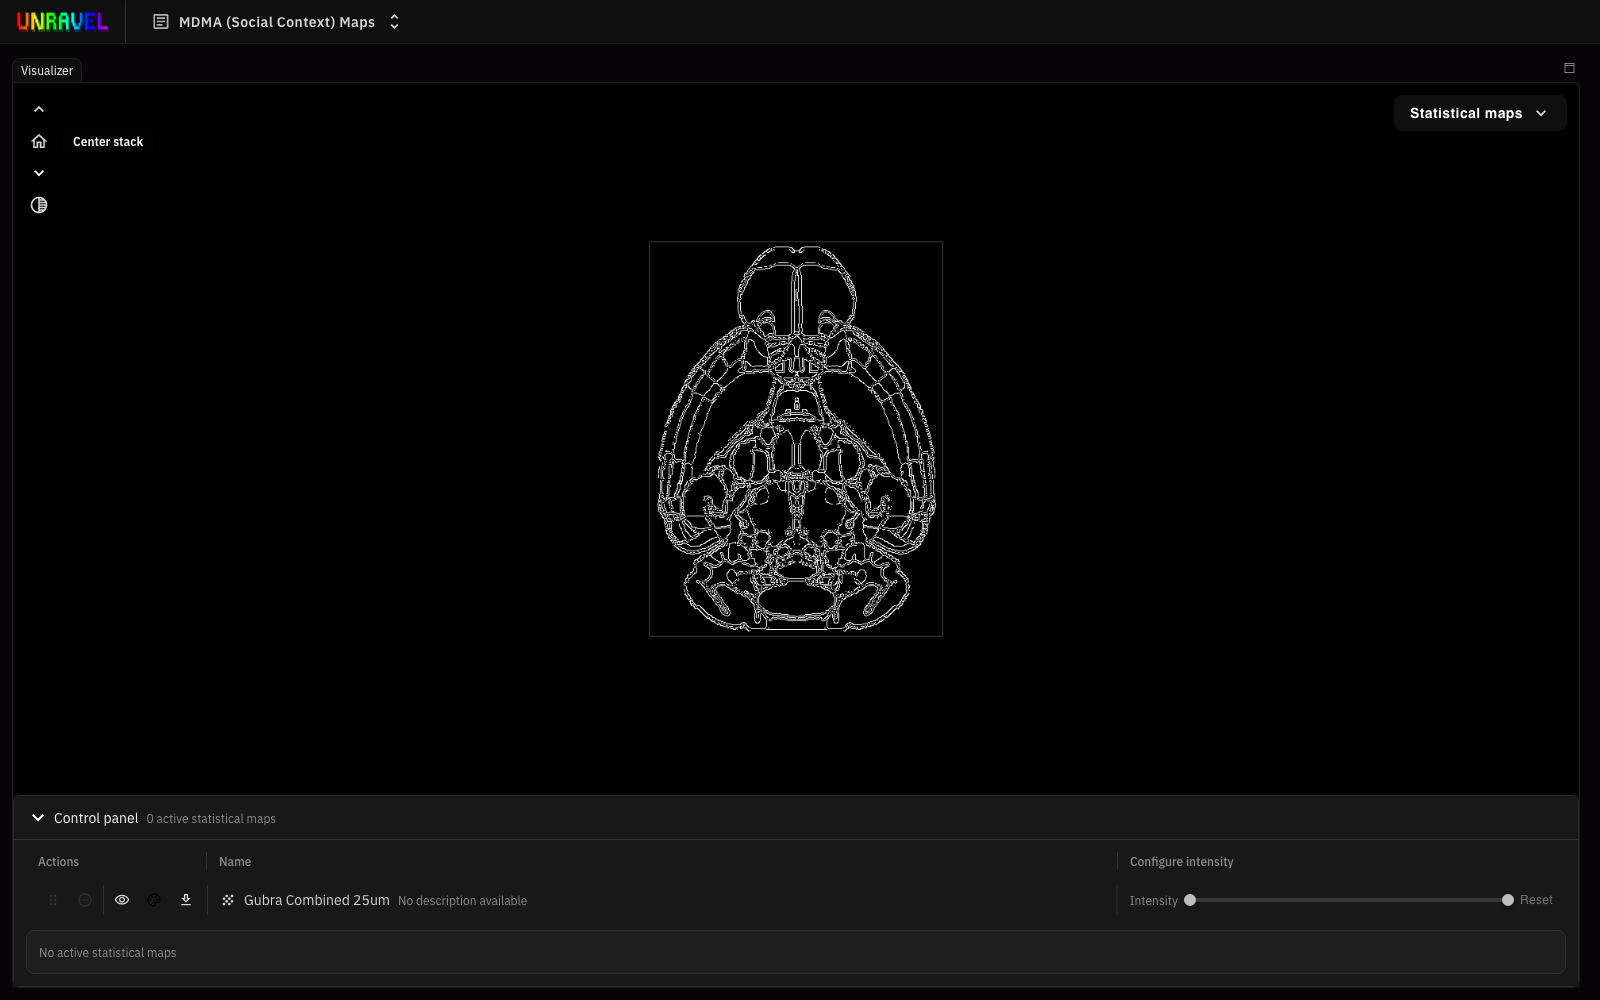 UNRAVEL
MDMA (Social Context) Maps
Visualizer
Statistical maps
Center stack
Control panel 0 active statistical maps
Actions Name Configure intensity
Gubra Combined 25um No description available Intensity Reset
No active statistical maps